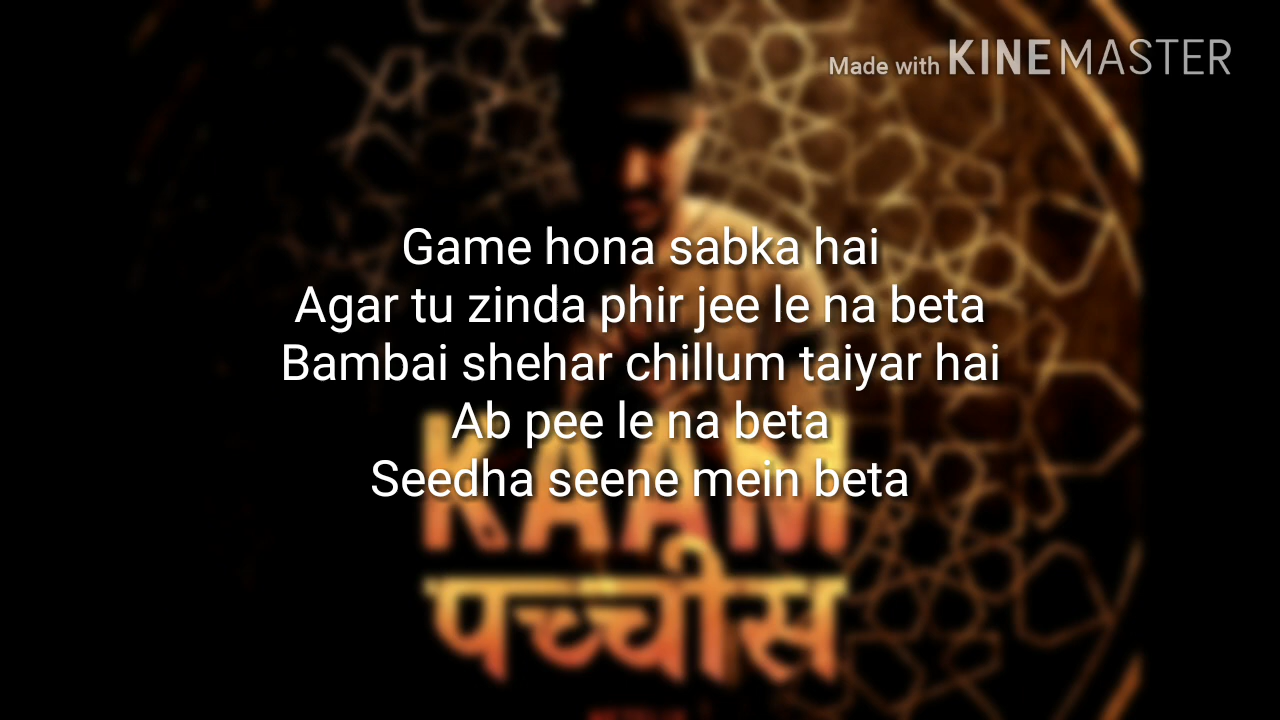 Made with KINEMASTER
Game hona sabka hai
Agar tu zinda phir jee le na beta
Bambai shehar chillum taiyar hai
Ab pee le na beta
Seedha seene mein beta
KAAM
पच्चीस